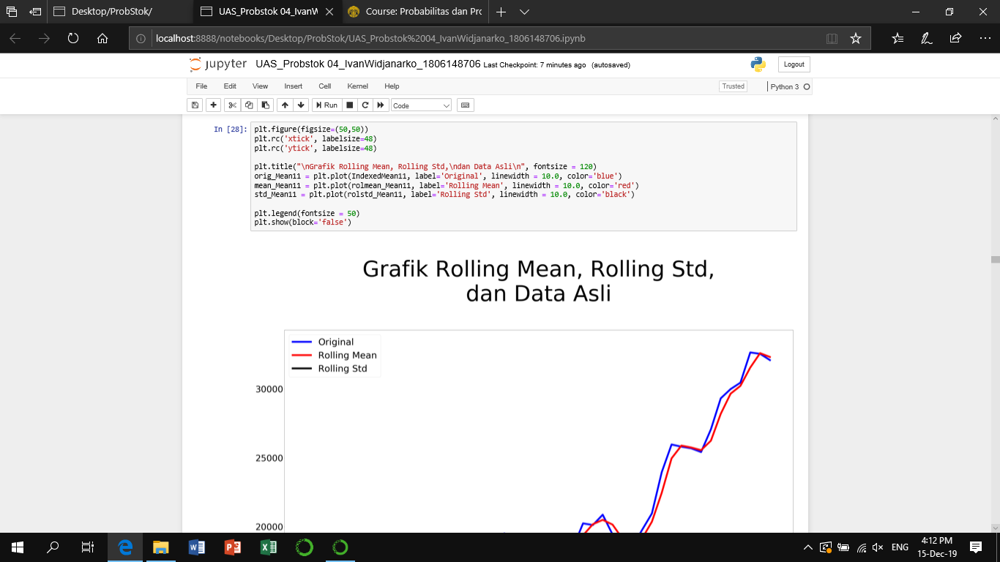 Desktop/ProbStok/
UAS_Probstok 04_IvanW
Course: Probabilitas dan Pro
localhost:8888/notebooks/Desktop/ProbStok/UAS_Probstok%2004_IvanWidjanarko_1806148706.ipynb
jupyter UAS_Probstok 04_IvanWidjanarko_1806148706 Last Checkpoint: 7 minutes ago (autosaved)
Logout
File Edit View Insert Cell Kernel Help
Trusted
Python 3
Run
Code
In [28]: plt.figure(figsize=(50,50))
plt.rc('xtick', labelsize=48)
plt.rc('ytick', labelsize=48)
plt.title("\nGrafik Rolling Mean, Rolling Std,\ndan Data Asli\n", fontsize = 120)
orig_Mean11 = plt.plot(IndexedMean11, label='Original', linewidth = 10.0, color='blue')
mean_Mean11 = plt.plot(rolmean_Mean11, label='Rolling Mean', linewidth = 10.0, color='red')
std_Mean11 = plt.plot(rolstd_Mean11, label='Rolling Std', linewidth = 10.0, color='black')
plt.legend(fontsize = 50)
plt.show(block='false')
Grafik Rolling Mean, Rolling Std,
dan Data Asli
Original
Rolling Mean
Rolling Std
30000
25000
20000
ENG
4:12 PM
15-Dec-19